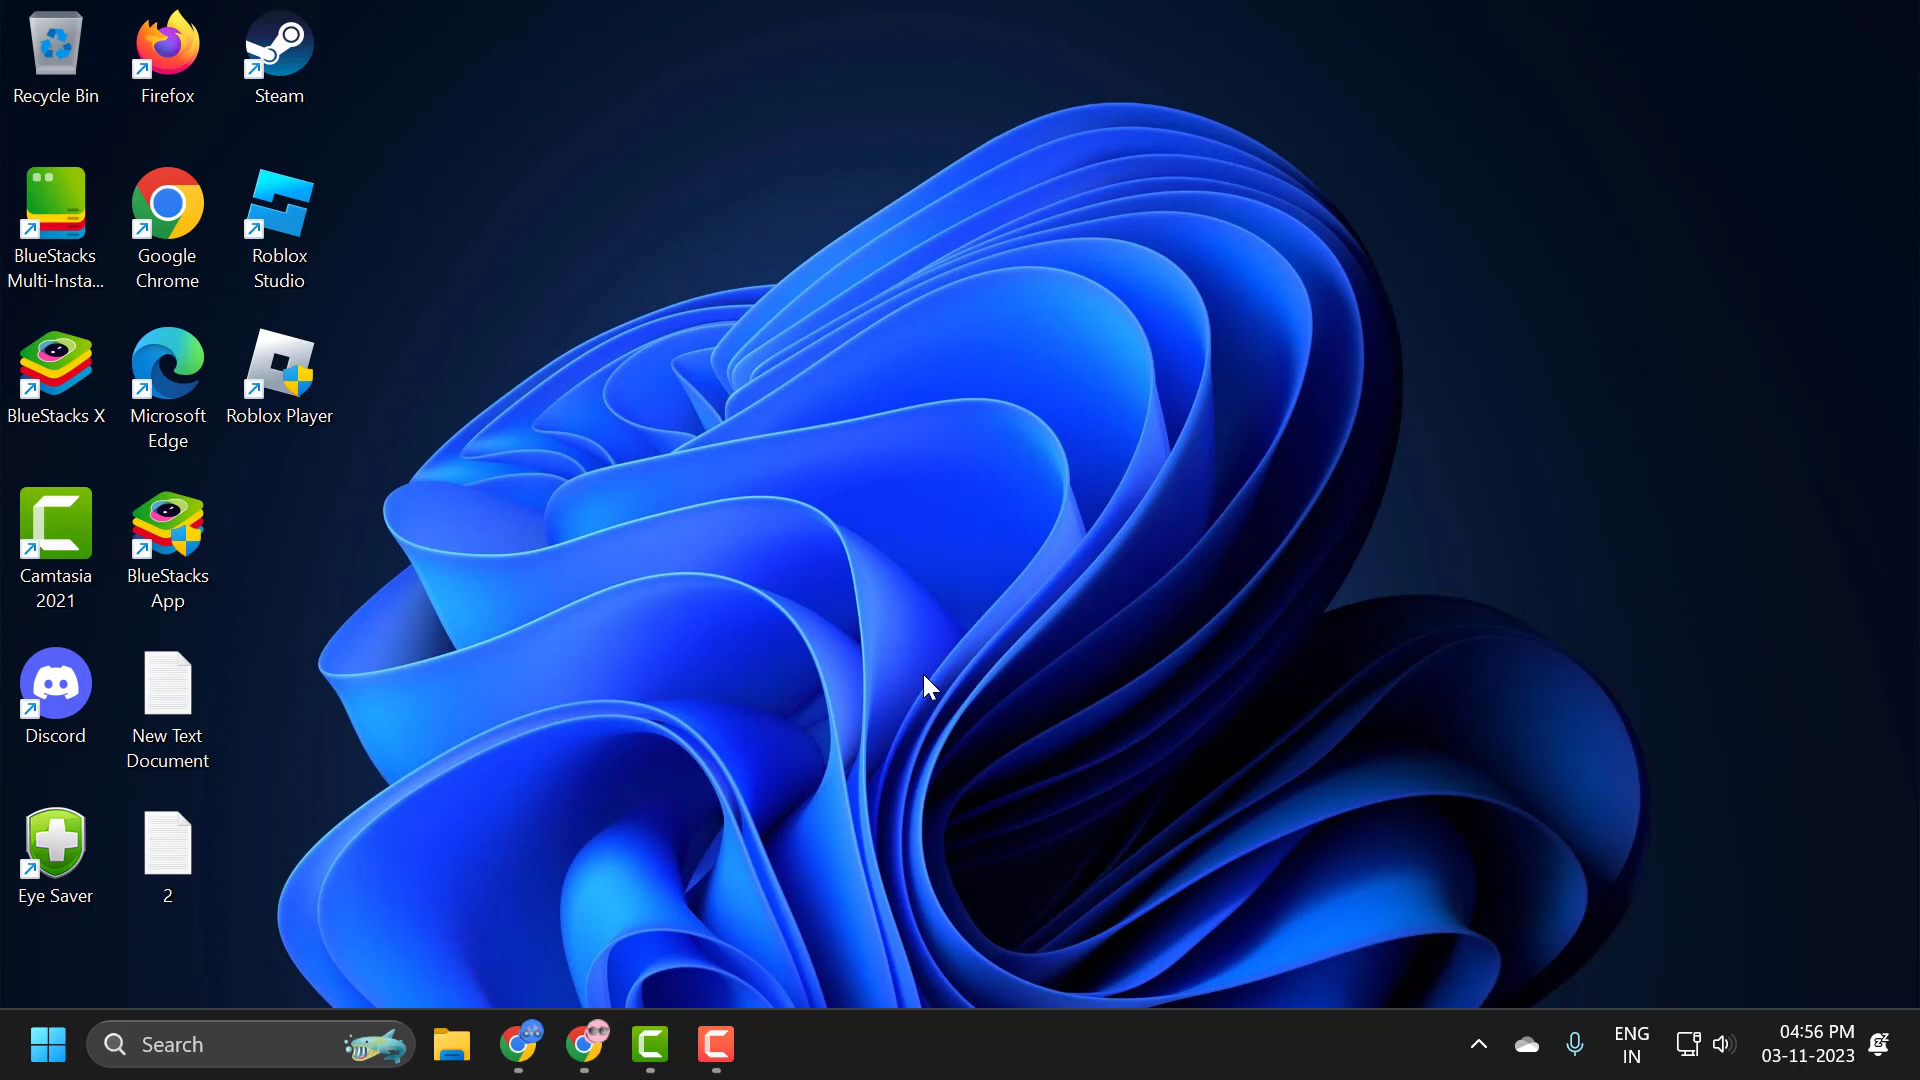 Recycle Bin
Firefox
Steam
BlueStacks
Multi-Insta...
Google
Chrome
Roblox
Studio
BlueStacks X
Microsoft
Edge
Roblox Player
Camtasia
2021
BlueStacks
App
Discord
New Text
Document
Eye Saver
2
Search
ENG
IN
04:56 PM
03-11-2023